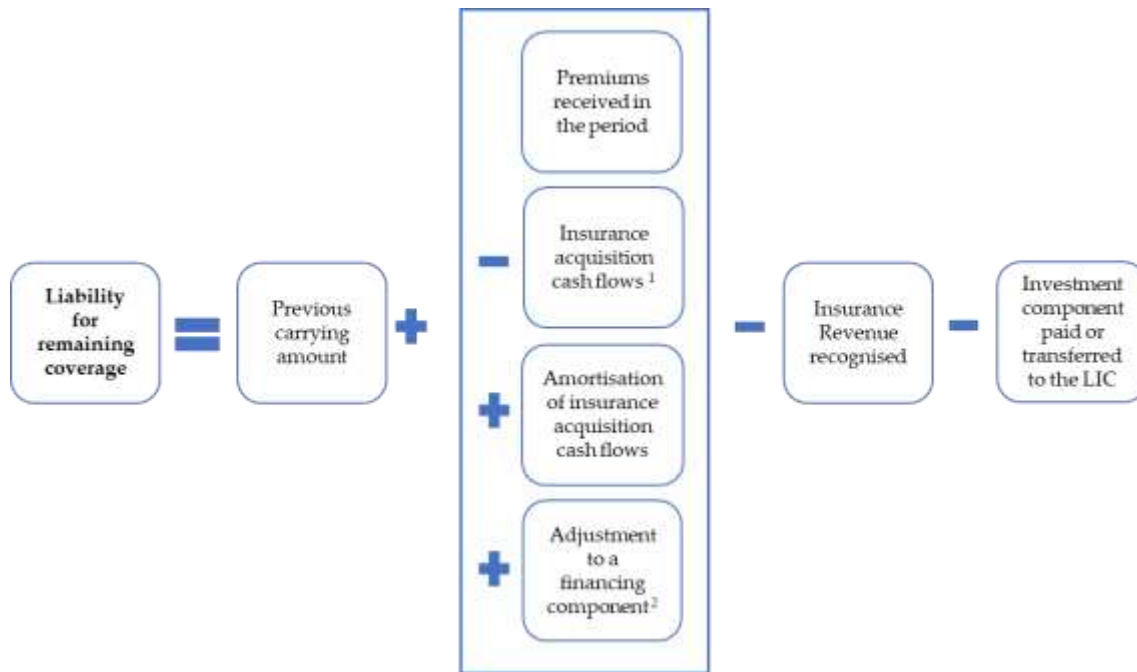 Liability
for
remaining
coverage
=
Previous
carrying
amount
+
Premiums
received in
the period
−
Insurance
acquisition
cash flows ¹
+
Amortisation
of insurance
acquisition
cash flows
+
Adjustment
to a
financing
component ²
−
Insurance
Revenue
recognised
−
Investment
component
paid or
transferred
to the LIC